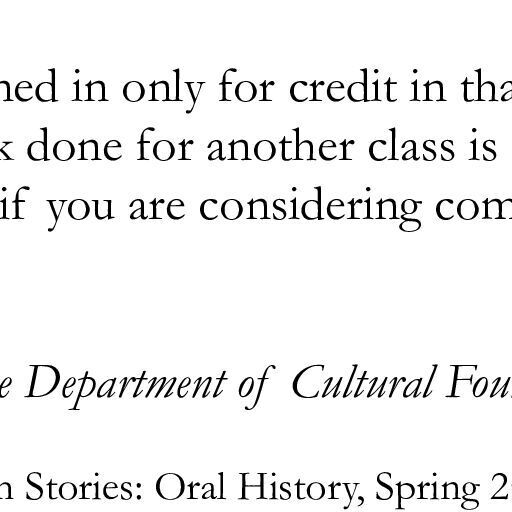 ned in only for credit in tha
k done for another class is
if you are considering com
e Department of Cultural Fou
n Stories: Oral History, Spring 2